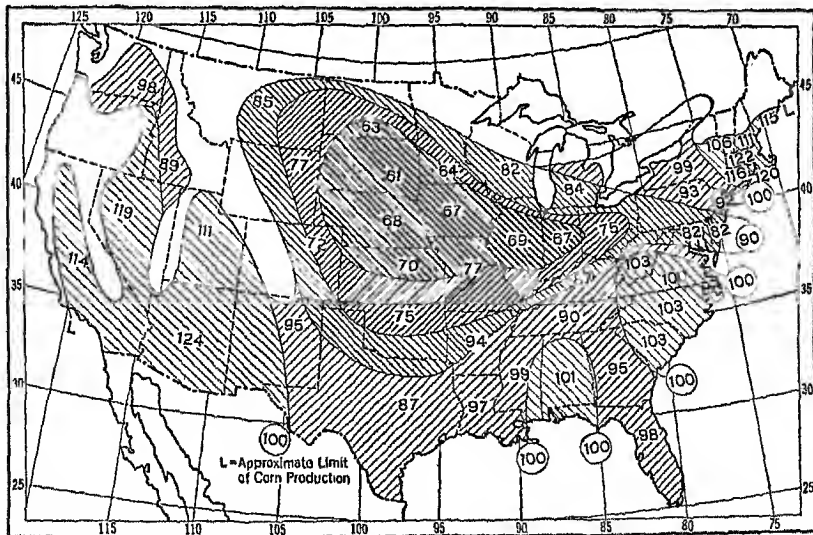 125 120 115 110 105 100 95 90 85 80 75 70
45 45
98 85 63 115
106 111
77 61 64 82 84 99 122
89 93 116 120
40 119 68 67 9 100 40
111 77 69 67 75 82 82 90
114 70 77 103 101 100
35 75 90 103 35
124 95 94 103
99 101 95 100
30 87 97 30
100 98
100 100
L=Approximate Limit
of Corn Production
L
L
25 25
115 110 105 100 95 90 85 80 75